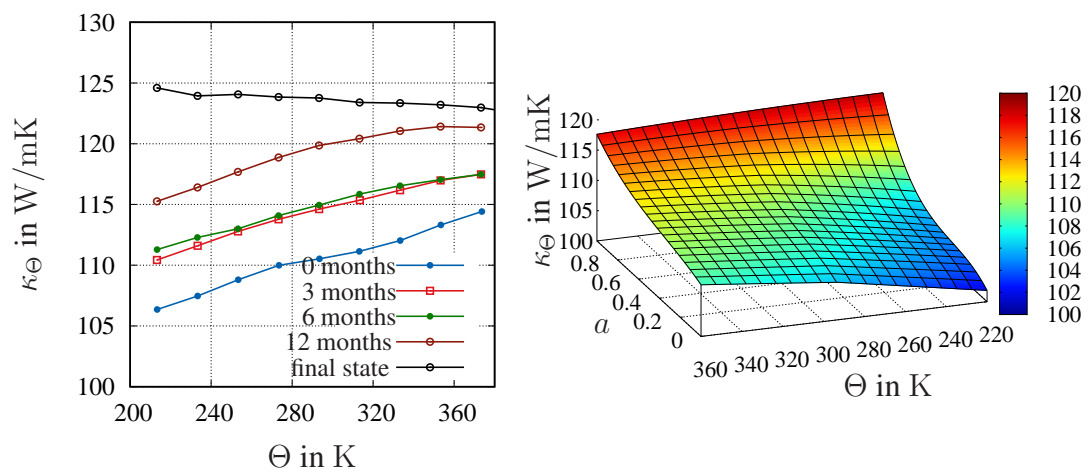 130
125
120
115
110
105
100
κ_Θ in W/mK
0 months
3 months
6 months
12 months
final state
200 240 280 320 360
Θ in K
120
115
110
105
100
κ_Θ in W/mK
0.8
0.6
0.4
0.2
0
a
360 340 320 300 280 260 240 220
Θ in K
120
118
116
114
112
110
108
106
104
102
100